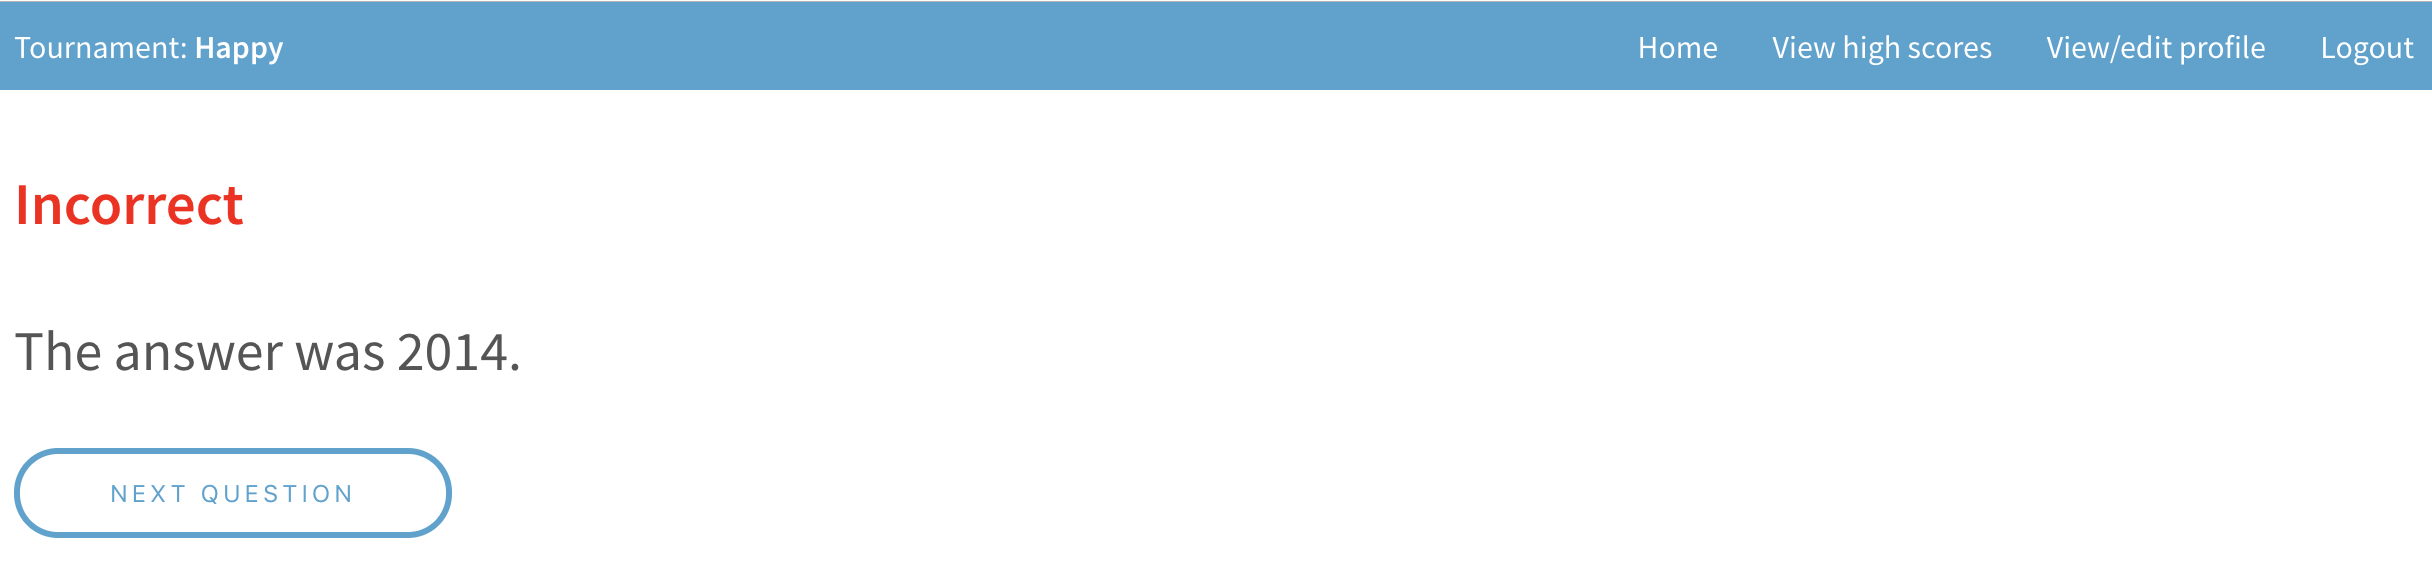 Tournament: Happy
Home
View high scores
View/edit profile
Logout
Incorrect
The answer was 2014.
NEXT QUESTION